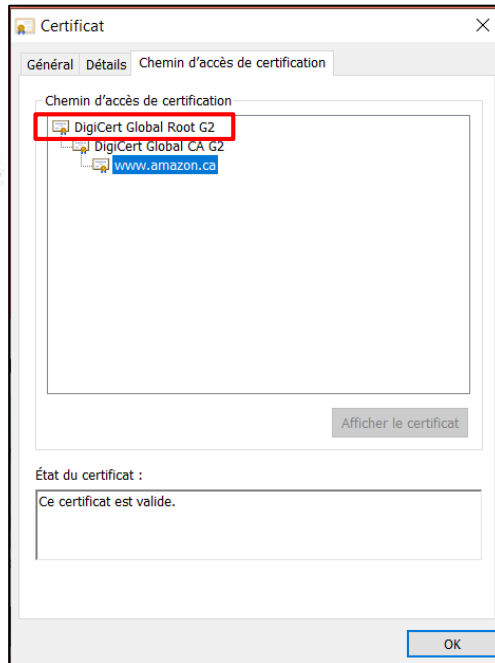 Certificat
Général Détails Chemin d'accès de certification
Chemin d'accès de certification
DigiCert Global Root G2
DigiCert Global CA G2
www.amazon.ca
Afficher le certificat
État du certificat :
Ce certificat est valide.
OK